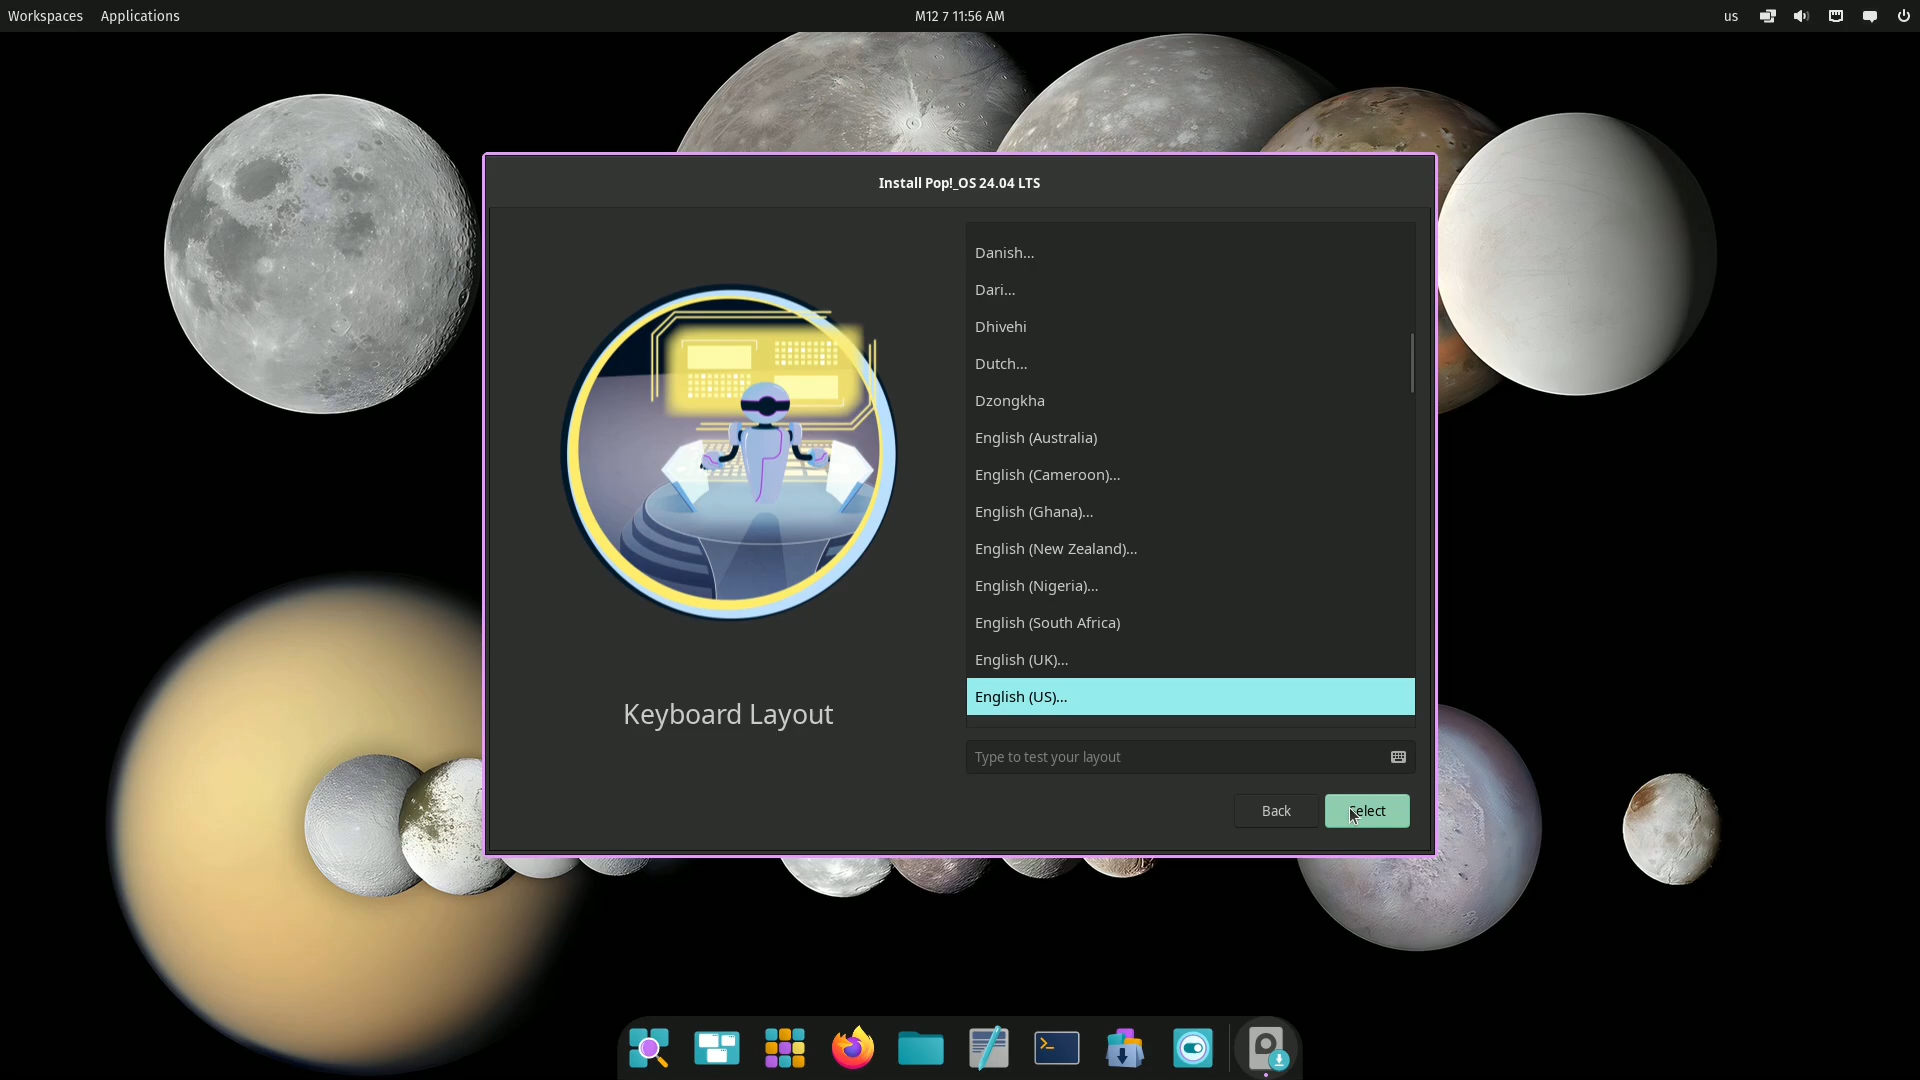 Workspaces Applications M12 7 11:56 AM us
Install Pop!_OS 24.04 LTS
Danish...
Dari...
Dhivehi
Dutch...
Dzongkha
English (Australia)
English (Cameroon)...
English (Ghana)...
English (New Zealand)...
English (Nigeria)...
English (South Africa)
English (UK)...
English (US)...
Keyboard Layout
Type to test your layout
Back Select